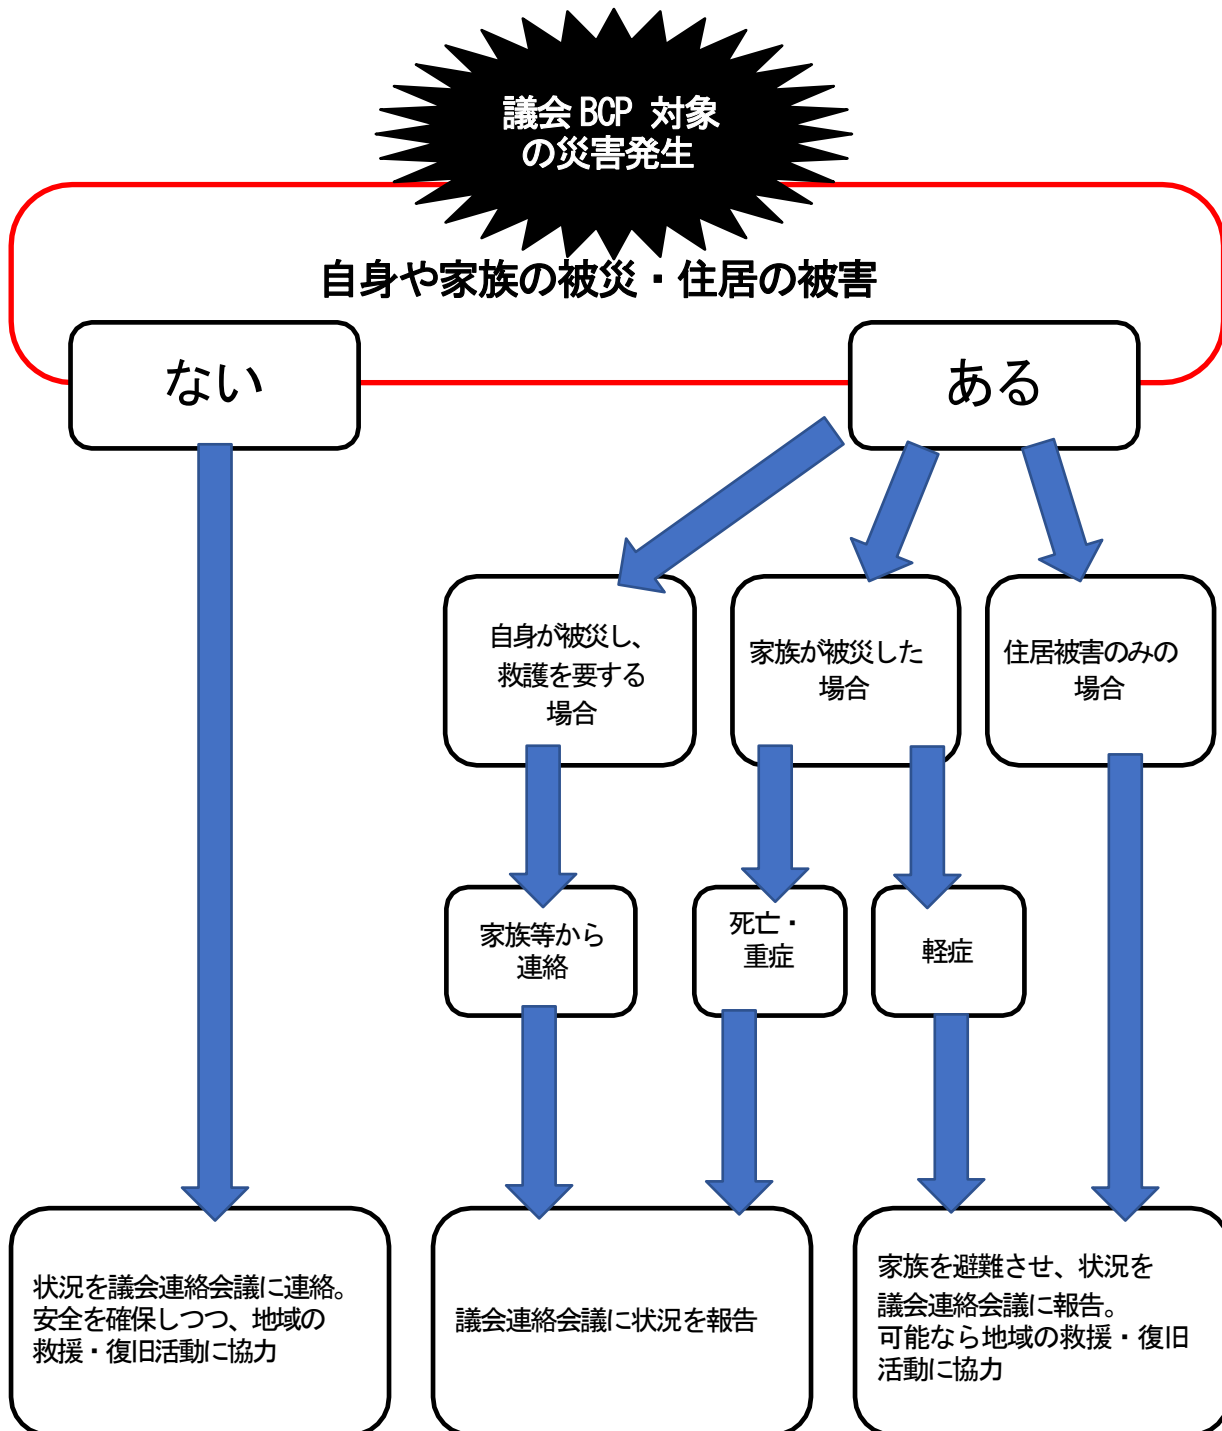 議会 BCP 対象
の災害発生
自身や家族の被災・住居の被害
ない
ある
自身が被災し、
救護を要する
場合
家族が被災した
場合
住居被害のみの
場合
家族等から
連絡
死亡・
重症
軽症
状況を議会連絡会議に連絡。
安全を確保しつつ、地域の
救援・復旧活動に協力
議会連絡会議に状況を報告
家族を避難させ、状況を
議会連絡会議に報告。
可能なら地域の救援・復旧
活動に協力